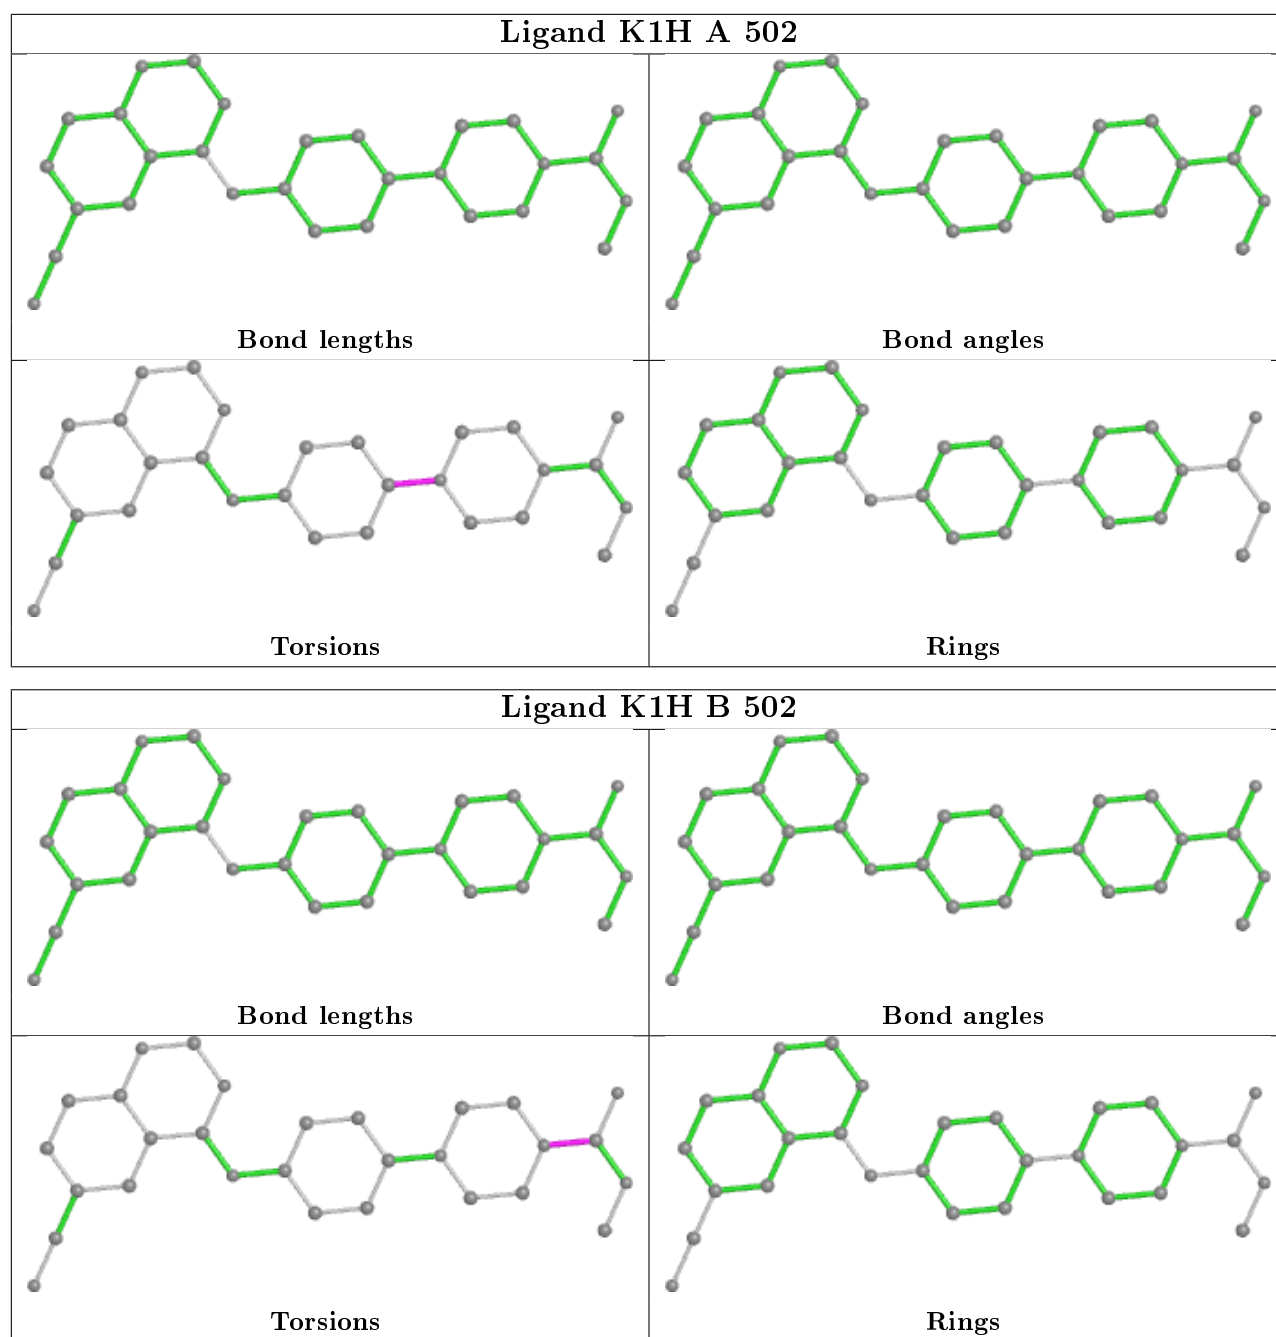 Ligand K1H A 502
Bond lengths
Bond angles
Torsions
Rings
Ligand K1H B 502
Bond lengths
Bond angles
Torsions
Rings